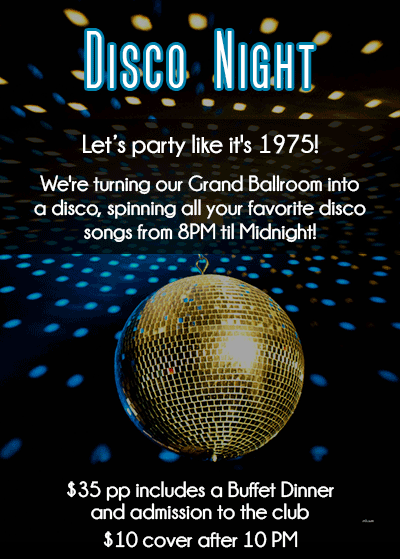 Disco Night
Let's party like it's 1975!
We're turning our Grand Ballroom into
a disco, spinning all your favorite disco
songs from 8PM til Midnight!
$35 pp includes a Buffet Dinner
and admission to the club
$10 cover after 10 PM